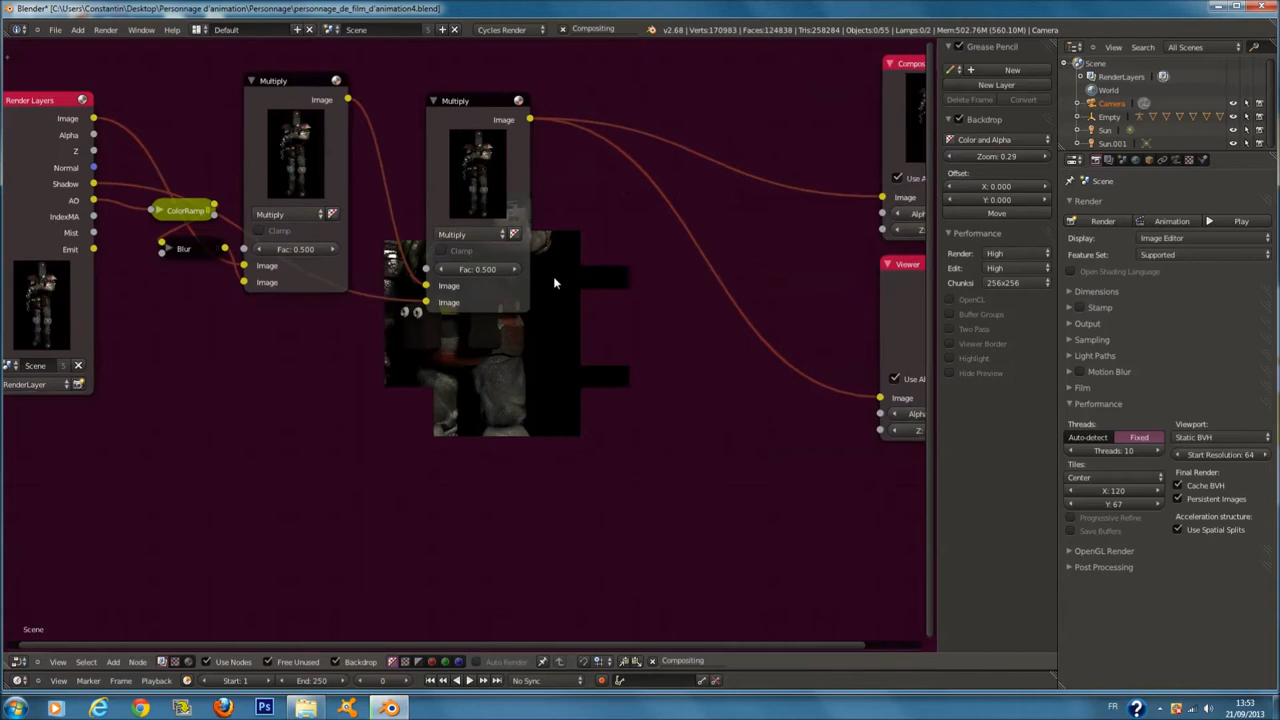 Blender* [C:\Users\Constantin\Desktop\Personnage d'animation\Personnage\personnage_de_film_d'animation4.blend]
File Add Render Window Help Default Scene 5 Cycles Render Compositing v2.68 | Verts:170983 | Faces:124838 | Tris:258284 | Objects:0/55 | Lamps:0/2 | Mem:502.76M (560.10M) | Camera
Render Layers
Image
Alpha
Z
Normal
Shadow
AO
IndexMA
Mist
Emit
Scene 5
RenderLayer
ColorRamp
Blur
Multiply
Image
Multiply
Clamp
Fac: 0.500
Image
Image
Multiply
Image
Multiply
Clamp
Fac: 0.500
Image
Image
Compos
Use A
Image
Alph
Z:
Viewer
Use Al
Image
Alph
Z:
Scene
Grease Pencil
New
New Layer
Delete Frame Convert
Backdrop
Color and Alpha
Zoom: 0.29
Offset:
X: 0.000
Y: 0.000
Move
Performance
Render: High
Edit: High
Chunksi 256x256
OpenCL
Buffer Groups
Two Pass
Viewer Border
Highlight
Hide Preview
View Search All Scenes
Scene
RenderLayers
World
Camera
Empty
Sun
Sun.001
Scene
Render
Render Animation Play
Display: Image Editor
Feature Set: Supported
Open Shading Language
Dimensions
Stamp
Output
Sampling
Light Paths
Motion Blur
Film
Performance
Threads: Viewport:
Auto-detect Fixed Static BVH
Threads: 10 Start Resolution: 64
Tiles: Final Render:
Center Cache BVH
X: 120 Persistent Images
Y: 67
Progressive Refine Acceleration structure:
Save Buffers Use Spatial Splits
OpenGL Render
Post Processing
View Select Add Node Use Nodes Free Unused Backdrop Auto Render Compositing
View Marker Frame Playback Start: 1 End: 250 0 No Sync
Ps FR 13:53
21/09/2013